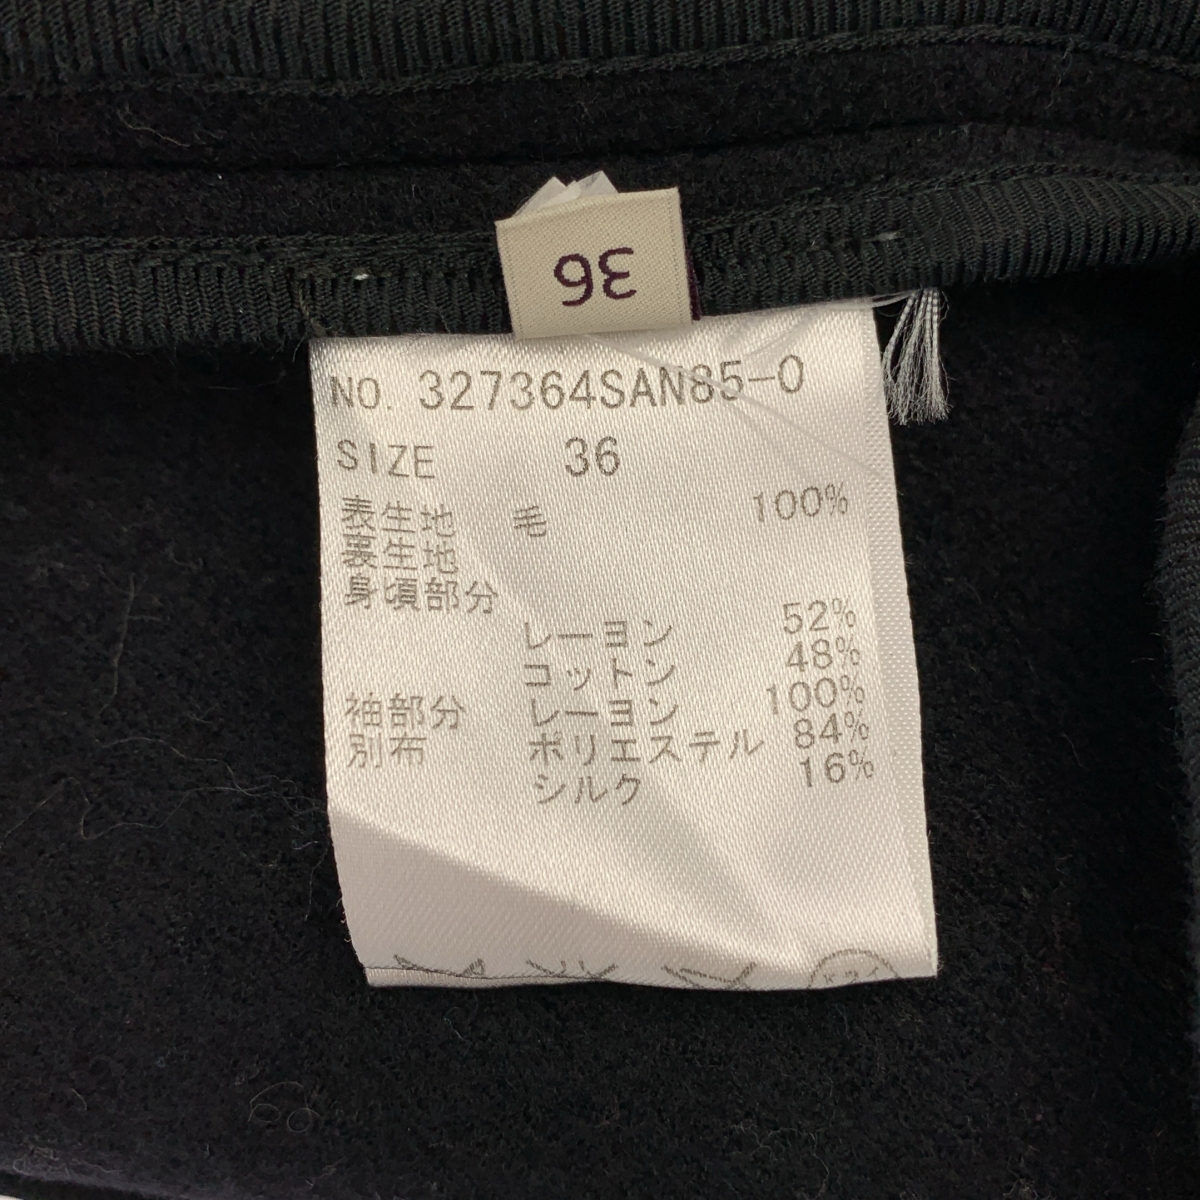 36
NO. 327364SAN85-0
SIZE 36
表生地 毛 100%
裏生地
身頃部分
レーヨン 52%
コットン 48%
袖部分 レーヨン 100%
別布 ポリエステル 84%
シルク 16%